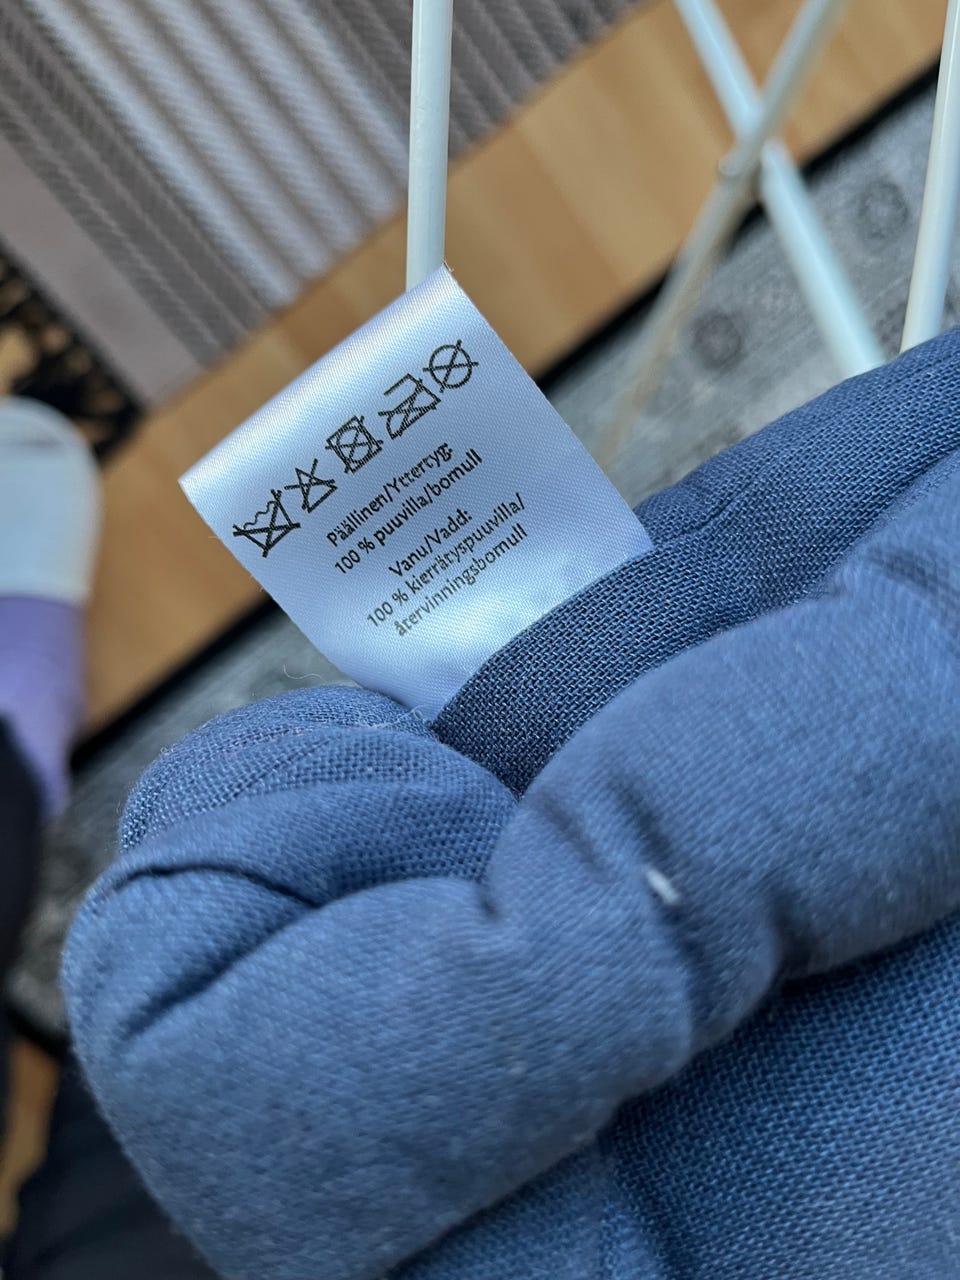 Päällinen/Yttertyg:
100 % puuvilla/bomull
Vanu/Vadd:
100 % kierrätyspuuvilla/
återvinningsbomull